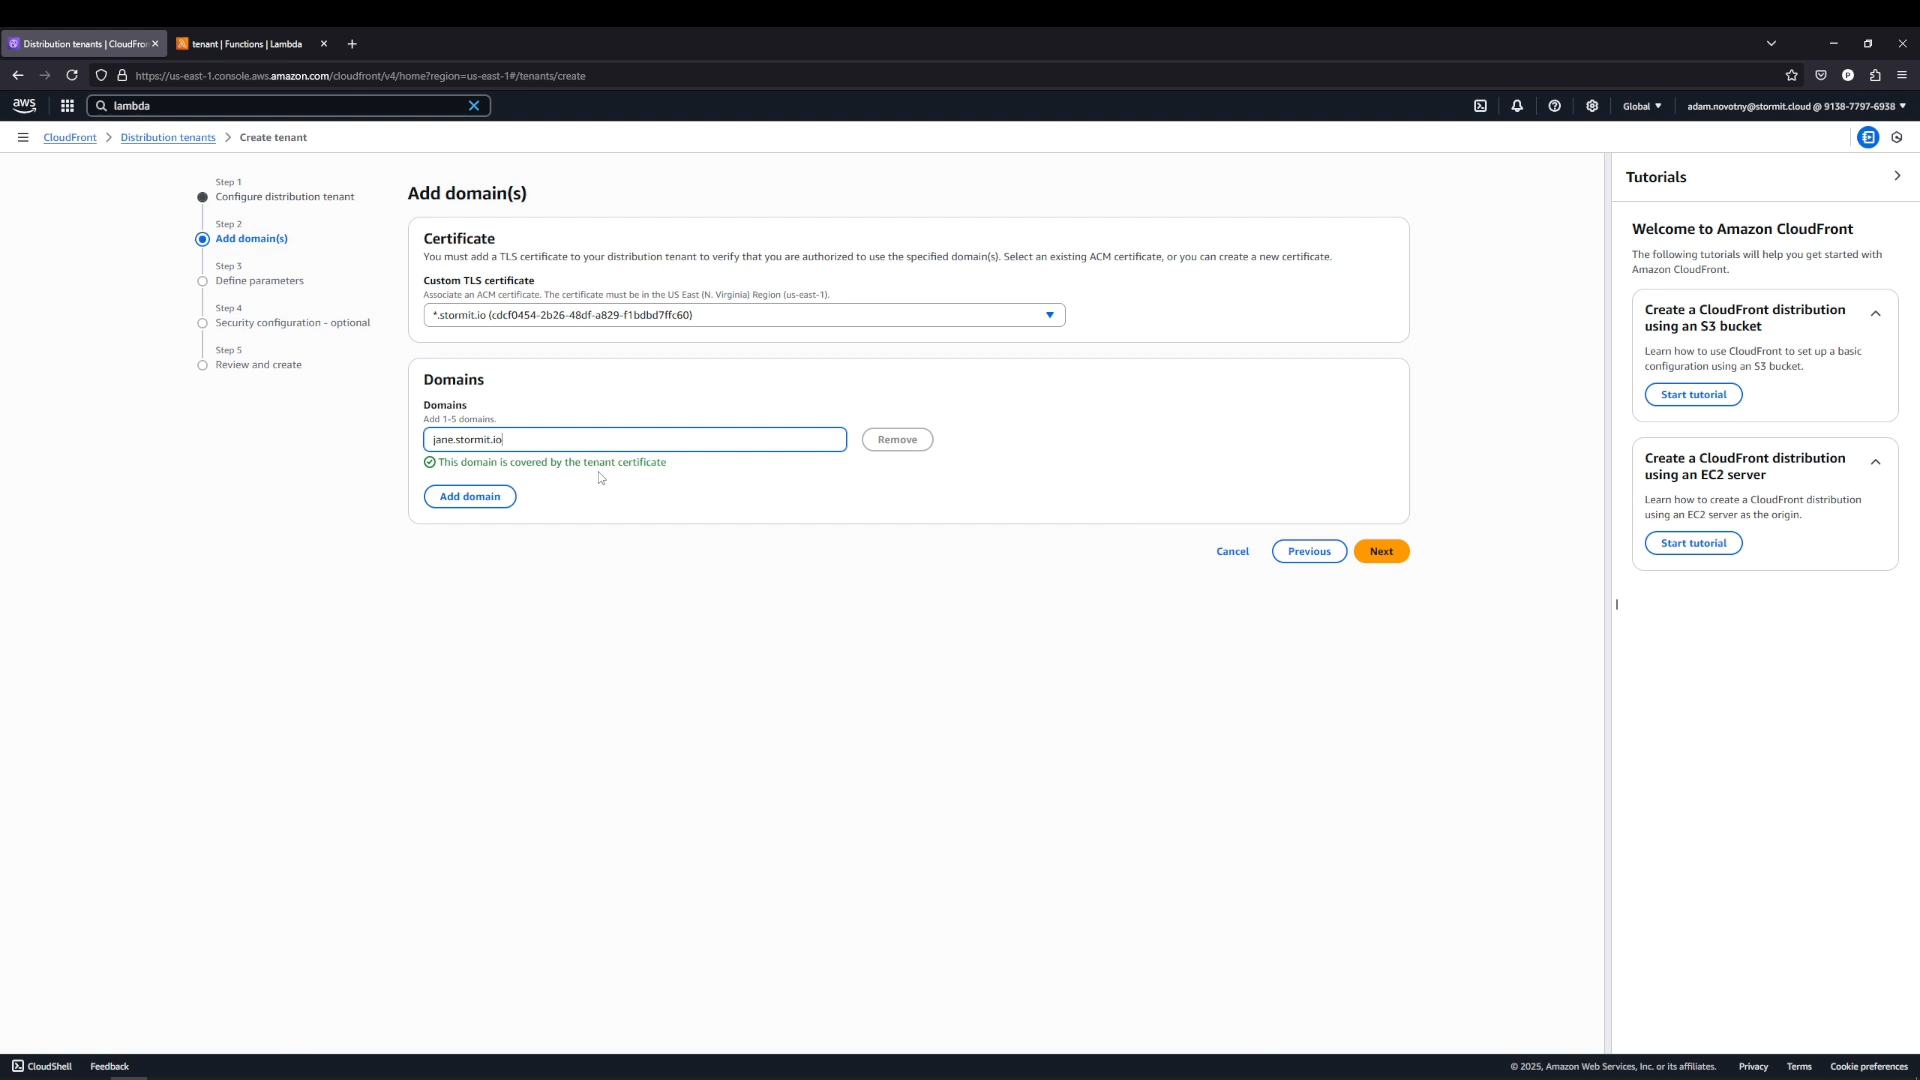 Distribution tenants | CloudFro
tenant | Functions | Lambda
https://us-east-1.console.aws.amazon.com/cloudfront/v4/home?region=us-east-1#/tenants/create
aws
lambda
Global
adam.novotny@stormit.cloud @ 9138-7797-6938
CloudFront
Distribution tenants
Create tenant
Step 1
Configure distribution tenant
Step 2
Add domain(s)
Step 3
Define parameters
Step 4
Security configuration - optional
Step 5
Review and create
Add domain(s)
Certificate
You must add a TLS certificate to your distribution tenant to verify that you are authorized to use the specified domain(s). Select an existing ACM certificate, or you can create a new certificate.
Custom TLS certificate
Associate an ACM certificate. The certificate must be in the US East (N. Virginia) Region (us-east-1).
*.stormit.io (cdcf0454-2b26-48df-a829-f1bdbd7ffc60)
Domains
Domains
Add 1-5 domains.
jane.stormit.io
Remove
This domain is covered by the tenant certificate
Add domain
Cancel
Previous
Next
Tutorials
Welcome to Amazon CloudFront
The following tutorials will help you get started with
Amazon CloudFront.
Create a CloudFront distribution
using an S3 bucket
Learn how to use CloudFront to set up a basic
configuration using an S3 bucket.
Start tutorial
Create a CloudFront distribution
using an EC2 server
Learn how to create a CloudFront distribution
using an EC2 server as the origin.
Start tutorial
CloudShell
Feedback
© 2025, Amazon Web Services, Inc. or its affiliates.
Privacy
Terms
Cookie preferences